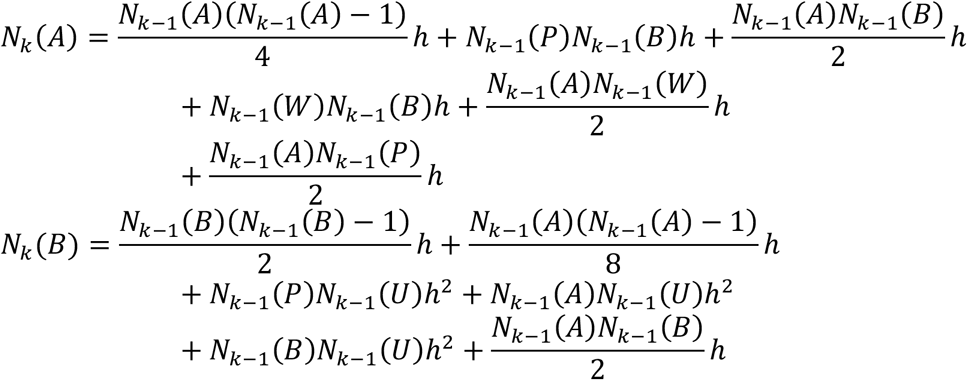 $N_k(A) = \frac{N_{k-1}(A)(N_{k-1}(A) - 1)}{4}h + N_{k-1}(P)N_{k-1}(B)h + \frac{N_{k-1}(A)N_{k-1}(B)}{2}h$
$+ N_{k-1}(W)N_{k-1}(B)h + \frac{N_{k-1}(A)N_{k-1}(W)}{2}h$
$+ \frac{N_{k-1}(A)N_{k-1}(P)}{2}h$
$N_k(B) = \frac{N_{k-1}(B)(N_{k-1}(B) - 1)}{2}h + \frac{N_{k-1}(A)(N_{k-1}(A) - 1)}{8}h$
$+ N_{k-1}(P)N_{k-1}(U)h^2 + N_{k-1}(A)N_{k-1}(U)h^2$
$+ N_{k-1}(B)N_{k-1}(U)h^2 + \frac{N_{k-1}(A)N_{k-1}(B)}{2}h$